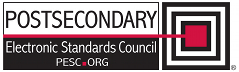 POSTSECONDARY
Electronic Standards Council
PESC.ORG
®